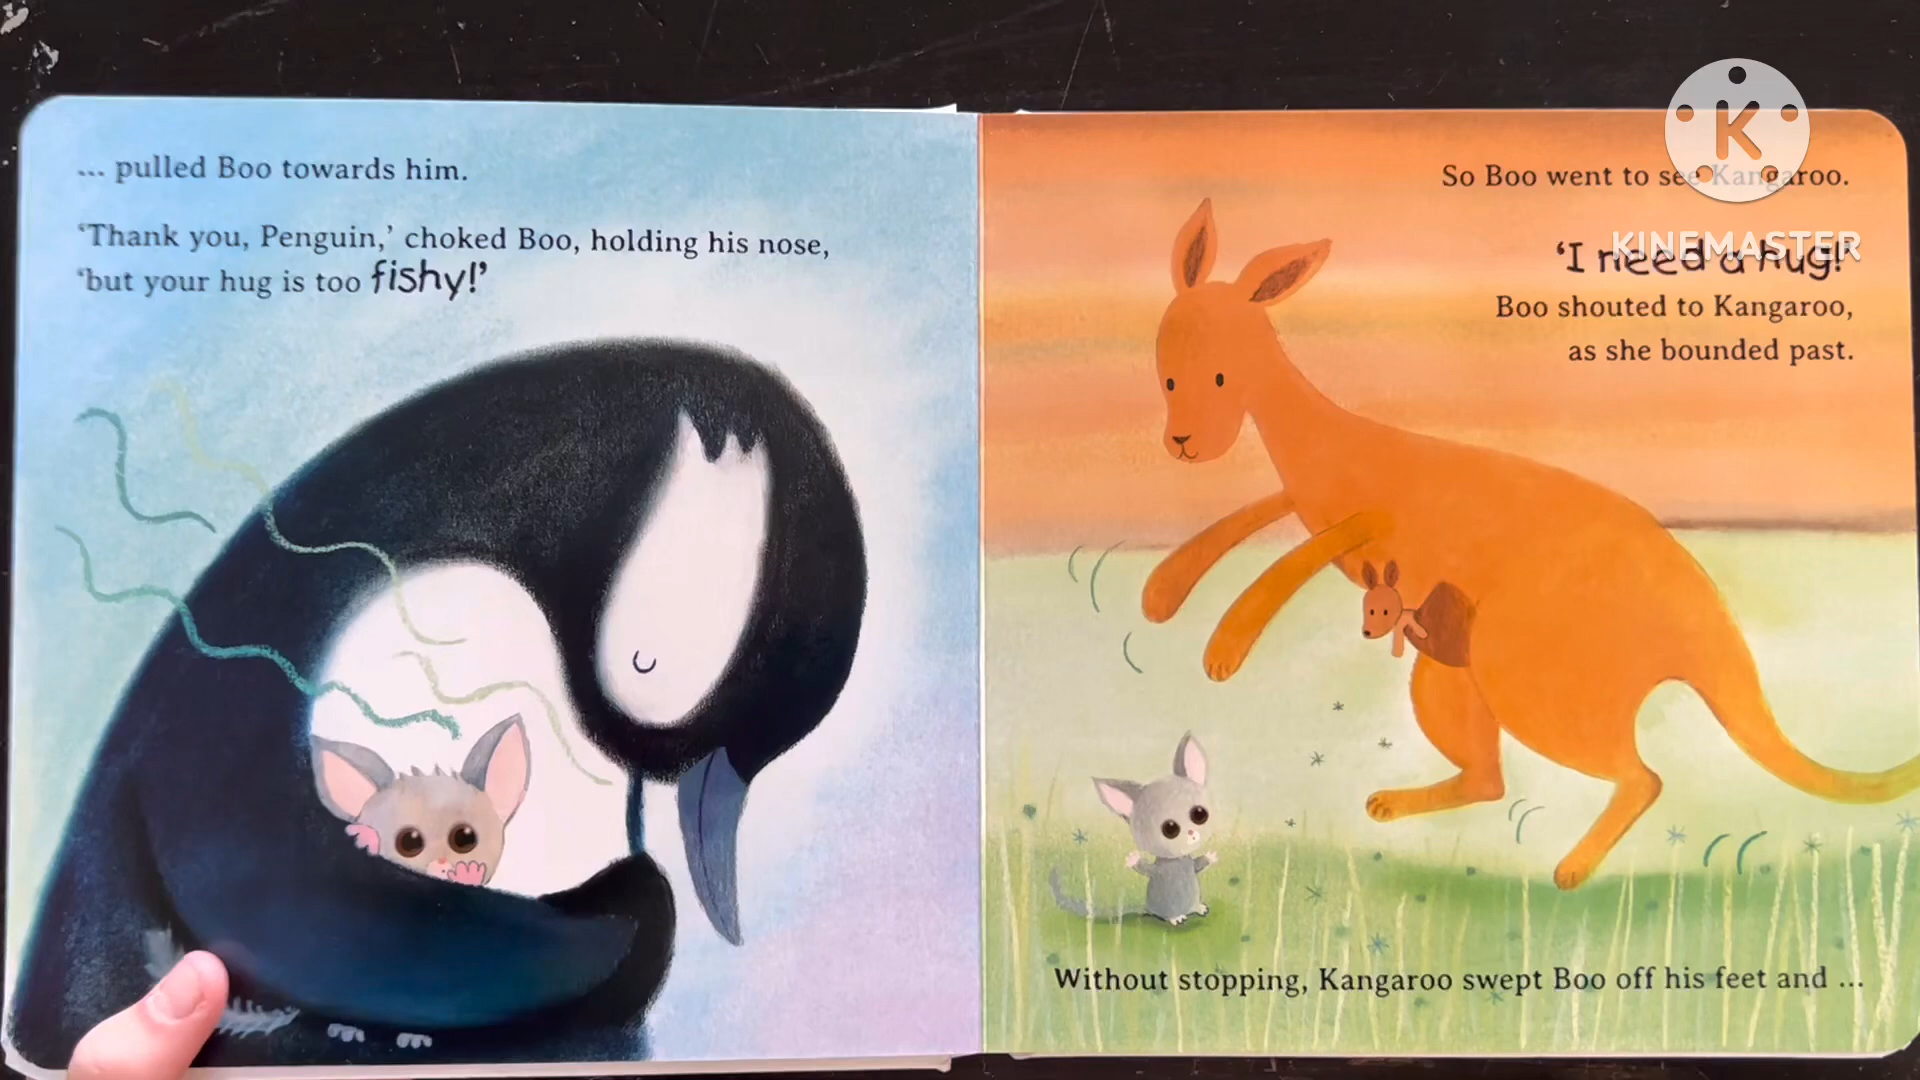 ... pulled Boo towards him.
‘Thank you, Penguin,’ choked Boo, holding his nose,
‘but your hug is too fishy!’
So Boo went to see Kangaroo.
‘I need a hug!’
Boo shouted to Kangaroo,
as she bounded past.
Without stopping, Kangaroo swept Boo off his feet and ...
K
KINEMASTER